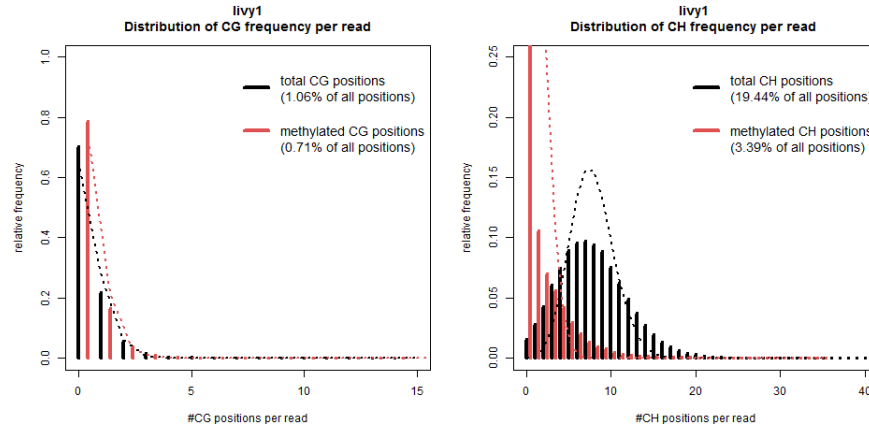 livy1
Distribution of CG frequency per read
1.0
0.8
0.6
0.4
0.2
0.0
relative frequency
total CG positions
(1.06% of all positions)
methylated CG positions
(0.71% of all positions)
0
5
10
15
#CG positions per read
livy1
Distribution of CH frequency per read
0.25
0.20
0.15
0.10
0.05
0.00
relative frequency
total CH positions
(19.44% of all positions)
methylated CH positions
(3.39% of all positions)
0
10
20
30
40
#CH positions per read